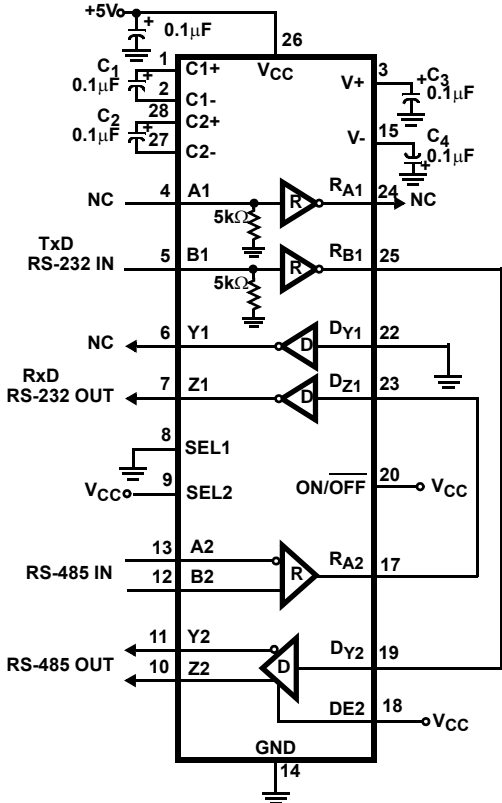 +5V
0.1μF
26
VCC
1
C1+
C1
0.1μF
2
C1-
28
C2+
C2
0.1μF
27
C2-
3
V+
C3
0.1μF
15
V-
C4
0.1μF
NC
4
A1
5kΩ
R
RA1
24
NC
TxD
RS-232 IN
5
B1
5kΩ
R
RB1
25
NC
6
Y1
D
DY1
22
RxD
RS-232 OUT
7
Z1
D
DZ1
23
8
SEL1
VCC
9
SEL2
ON/OFF
20
VCC
RS-485 IN
13
A2
12
B2
R
RA2
17
RS-485 OUT
11
Y2
10
Z2
D
DY2
19
DE2
18
VCC
GND
14